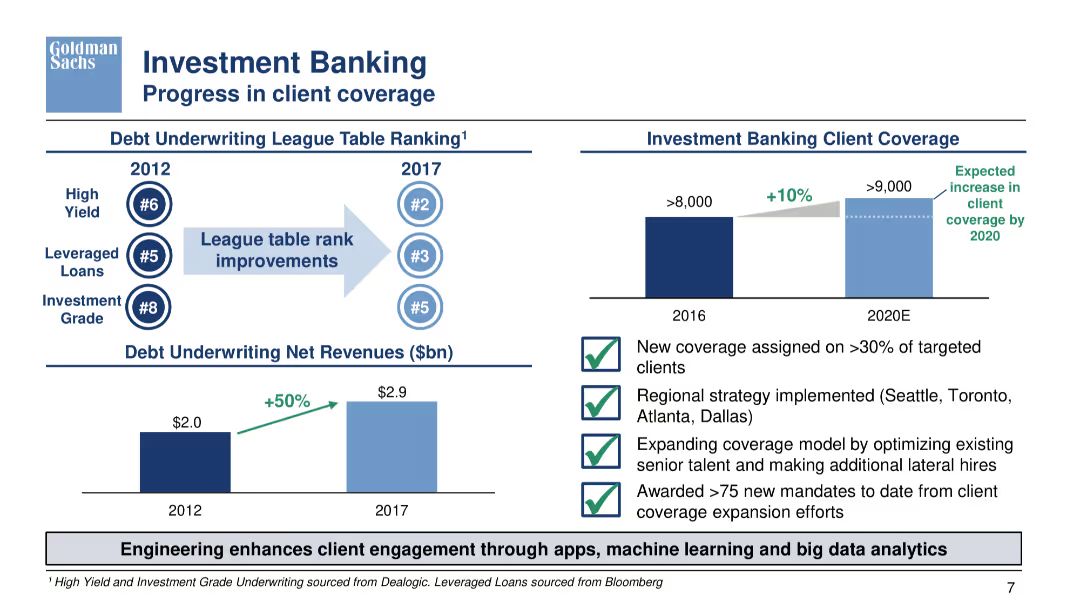 Goldman
Sachs
Investment Banking
Progress in client coverage
Debt Underwriting League Table Ranking¹
2012
2017
High
Yield
#6
#2
Leveraged
Loans
#5
#3
Investment
Grade
#8
#5
League table rank
improvements
Debt Underwriting Net Revenues ($bn)
$2.0
+50%
$2.9
2012
2017
Investment Banking Client Coverage
>8,000
+10%
>9,000
Expected
increase in
client
coverage by
2020
2016
2020E
New coverage assigned on >30% of targeted
clients
Regional strategy implemented (Seattle, Toronto,
Atlanta, Dallas)
Expanding coverage model by optimizing existing
senior talent and making additional lateral hires
Awarded >75 new mandates to date from client
coverage expansion efforts
Engineering enhances client engagement through apps, machine learning and big data analytics
¹ High Yield and Investment Grade Underwriting sourced from Dealogic. Leveraged Loans sourced from Bloomberg
7